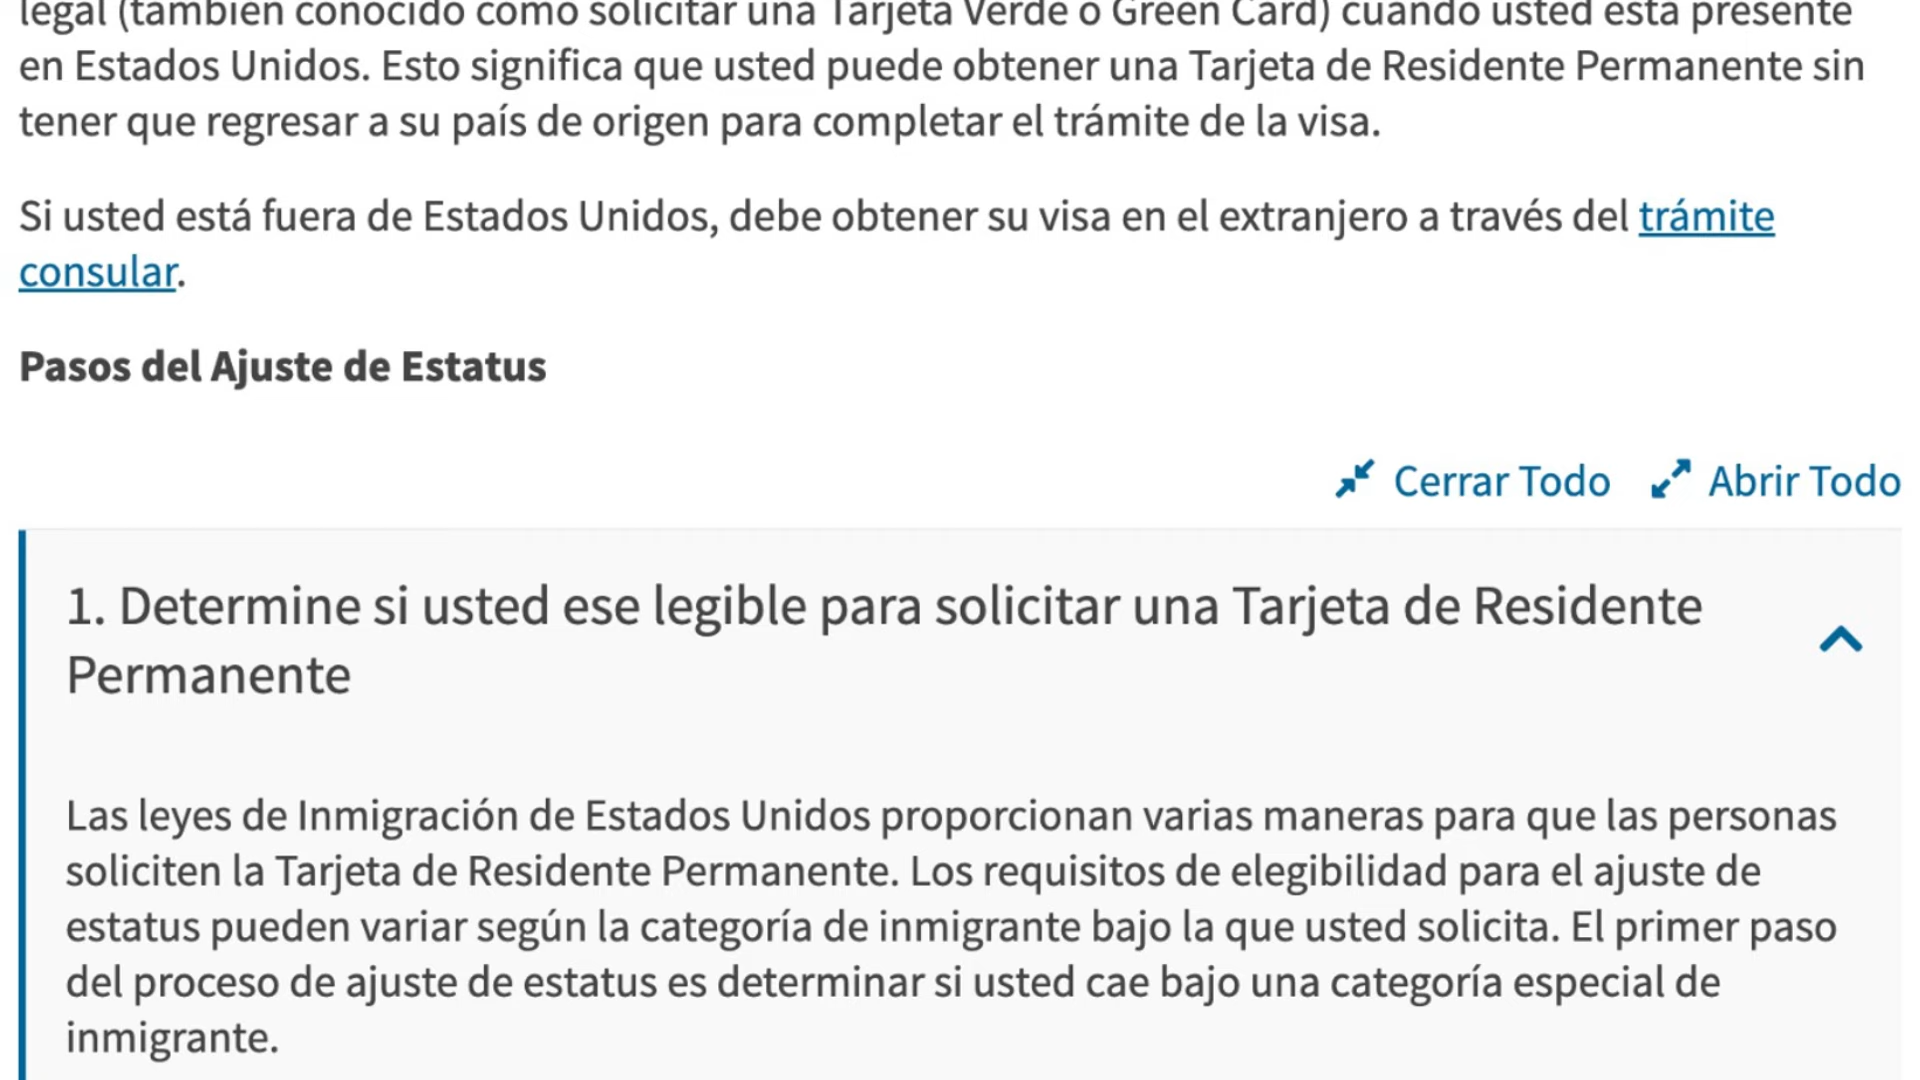 legal (también conocido como solicitar una Tarjeta Verde o Green Card) cuando usted está presente
en Estados Unidos. Esto significa que usted puede obtener una Tarjeta de Residente Permanente sin
tener que regresar a su país de origen para completar el trámite de la visa.
Si usted está fuera de Estados Unidos, debe obtener su visa en el extranjero a través del trámite
consular.
Pasos del Ajuste de Estatus
Cerrar Todo Abrir Todo
1. Determine si usted ese legible para solicitar una Tarjeta de Residente
Permanente
Las leyes de Inmigración de Estados Unidos proporcionan varias maneras para que las personas
soliciten la Tarjeta de Residente Permanente. Los requisitos de elegibilidad para el ajuste de
estatus pueden variar según la categoría de inmigrante bajo la que usted solicita. El primer paso
del proceso de ajuste de estatus es determinar si usted cae bajo una categoría especial de
inmigrante.